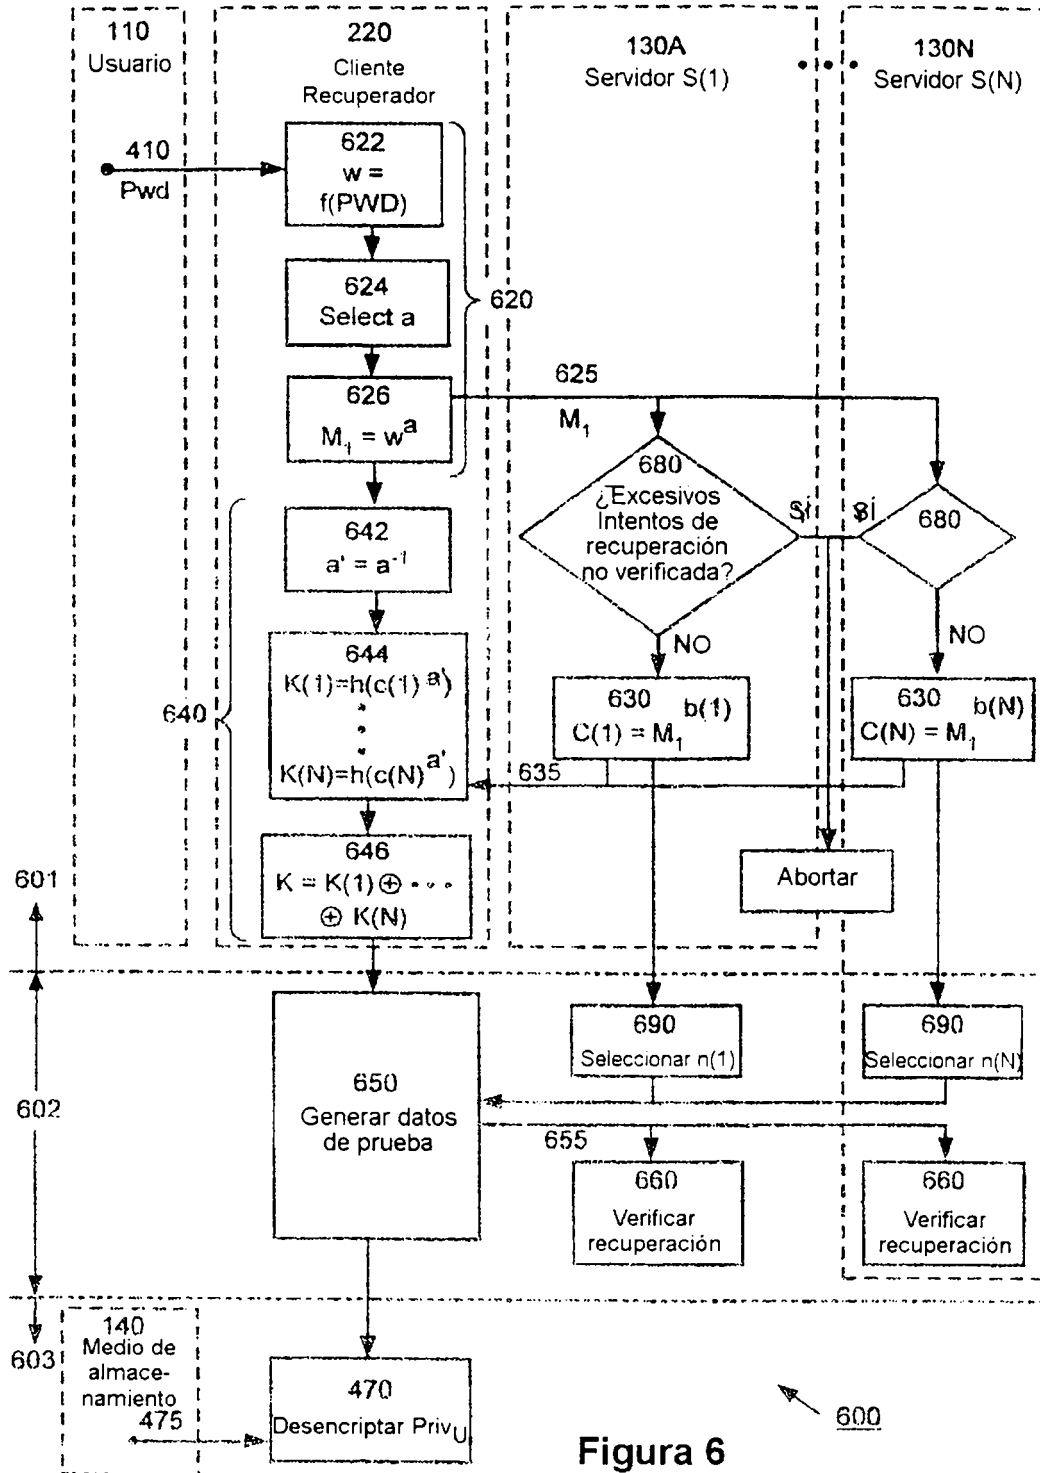 110
Usuario
220
Cliente
Recuperador
130A
Servidor S(1)
130N
Servidor S(N)
410
Pwd
622
w =
f(PWD)
624
Select a
620
626
M₁ = wᵃ
625
M₁
680
¿Excesivos
Intentos de
recuperación
no verificada?
SÍ
SÍ
680
642
a' = a⁻¹
NO
NO
644
K(1)=h(c(1)ᵃ')
K(N)=h(c(N)ᵃ')
640
630
b(1)
C(1) = M₁
630
b(N)
C(N) = M₁
635
646
K = K(1) ⊕ • • •
⊕ K(N)
Abortar
601
602
650
Generar datos
de prueba
690
Seleccionar n(1)
690
Seleccionar n(N)
655
660
Verificar
recuperación
660
Verificar
recuperación
603
140
Medio de
almace-
namiento
475
470
Desencriptar Priv_U
600
Figura 6